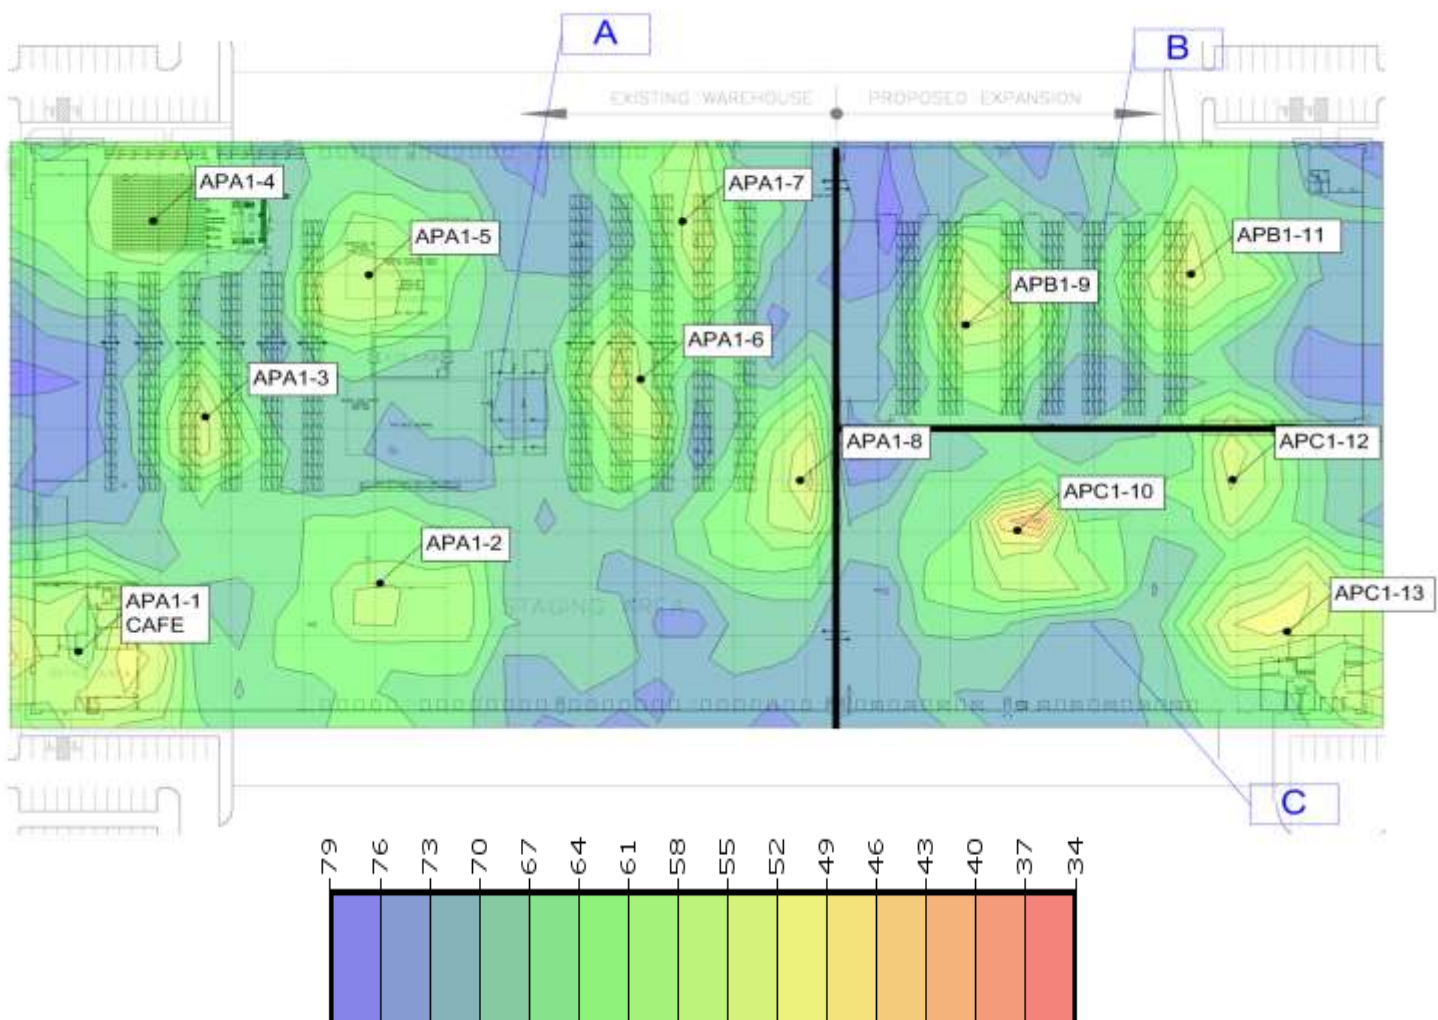 A
B
EXISTING WAREHOUSE
PROPOSED EXPANSION
APA1-4
APA1-7
APA1-5
APB1-11
APB1-9
APA1-6
APA1-3
APA1-8
APC1-12
APC1-10
APA1-2
APA1-1
CAFE
APC1-13
STAGING AREA
C
-79
-76
-73
-70
-67
-64
-61
-58
-55
-52
-49
-46
-43
-40
-37
-34